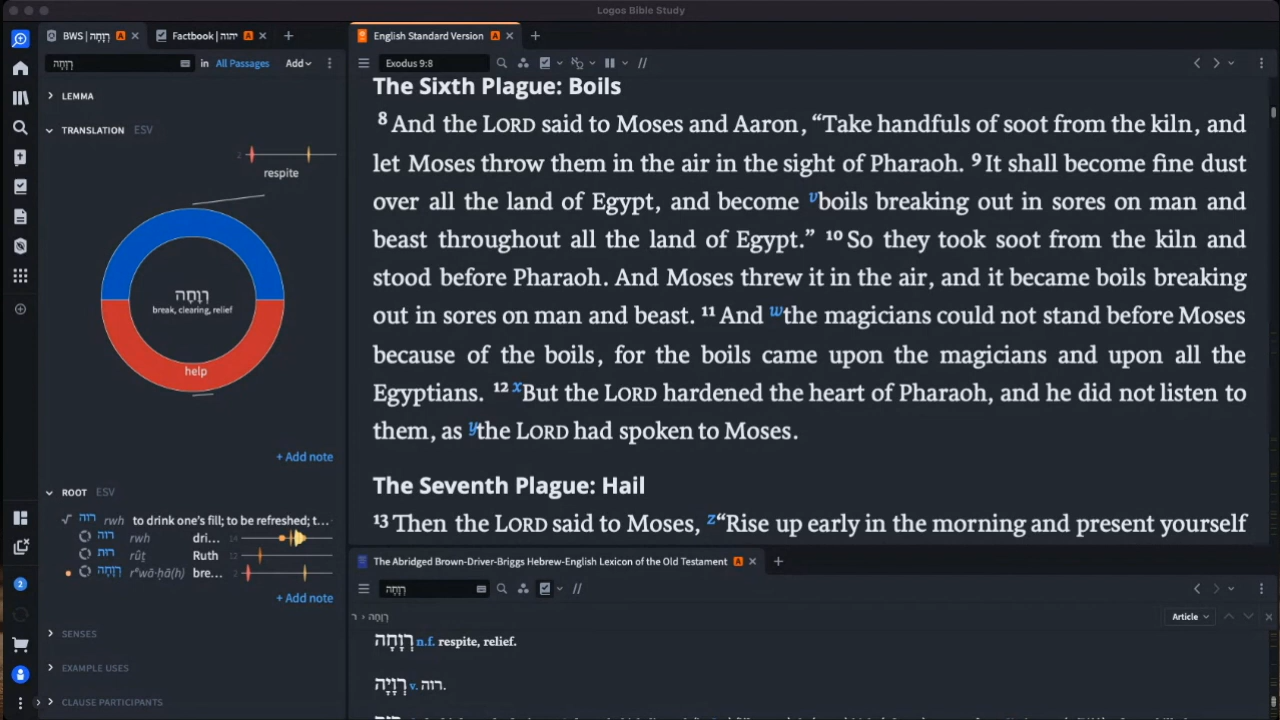 Logos Bible Study
BWS | רְוָחָה A
Factbook | יהוה A
רְוָחָה in All Passages Add
LEMMA
TRANSLATION ESV
2
respite
רְוָחָה
break, clearing, relief
help
+ Add note
ROOT ESV
√ רוה rwh to drink one's fill; to be refreshed; t...
רוה rwh dri... 14
רוּת rûṯ Ruth 12
רְוָחָה rᵉwā·ḥā(h) bre... 2
+ Add note
SENSES
EXAMPLE USES
CLAUSE PARTICIPANTS
2
English Standard Version A
Exodus 9:8
The Sixth Plague: Boils
8 And the LORD said to Moses and Aaron, “Take handfuls of soot from the kiln, and
let Moses throw them in the air in the sight of Pharaoh. 9 It shall become fine dust
over all the land of Egypt, and become v boils breaking out in sores on man and
beast throughout all the land of Egypt.” 10 So they took soot from the kiln and
stood before Pharaoh. And Moses threw it in the air, and it became boils breaking
out in sores on man and beast. 11 And w the magicians could not stand before Moses
because of the boils, for the boils came upon the magicians and upon all the
Egyptians. 12 x But the LORD hardened the heart of Pharaoh, and he did not listen to
them, as y the LORD had spoken to Moses.
The Seventh Plague: Hail
13 Then the LORD said to Moses, z “Rise up early in the morning and present yourself
The Abridged Brown-Driver-Briggs Hebrew-English Lexicon of the Old Testament A
רְוָחָה
ר › רְוָחָה
Article
רְוָחָה n.f. respite, relief.
רְוָיָה v. רוה.